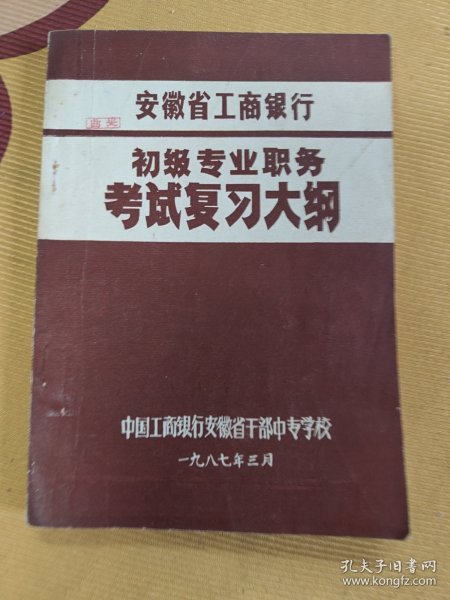 安徽省工商银行
初级专业职务
考试复习大纲
中国工商银行安徽省干部中专学校
一九八七年三月
孔夫子旧书网
www.kongfz.com